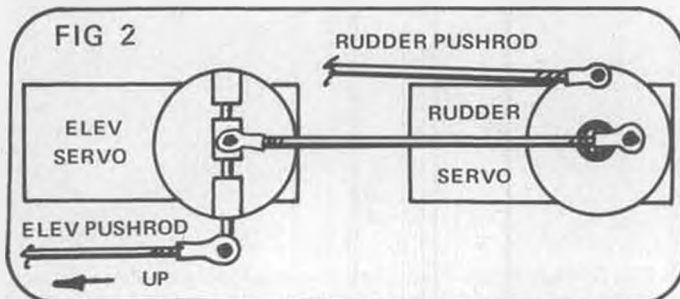 FIG 2
RUDDER PUSHROD
ELEV
SERVO
RUDDER
SERVO
ELEV PUSHROD
UP